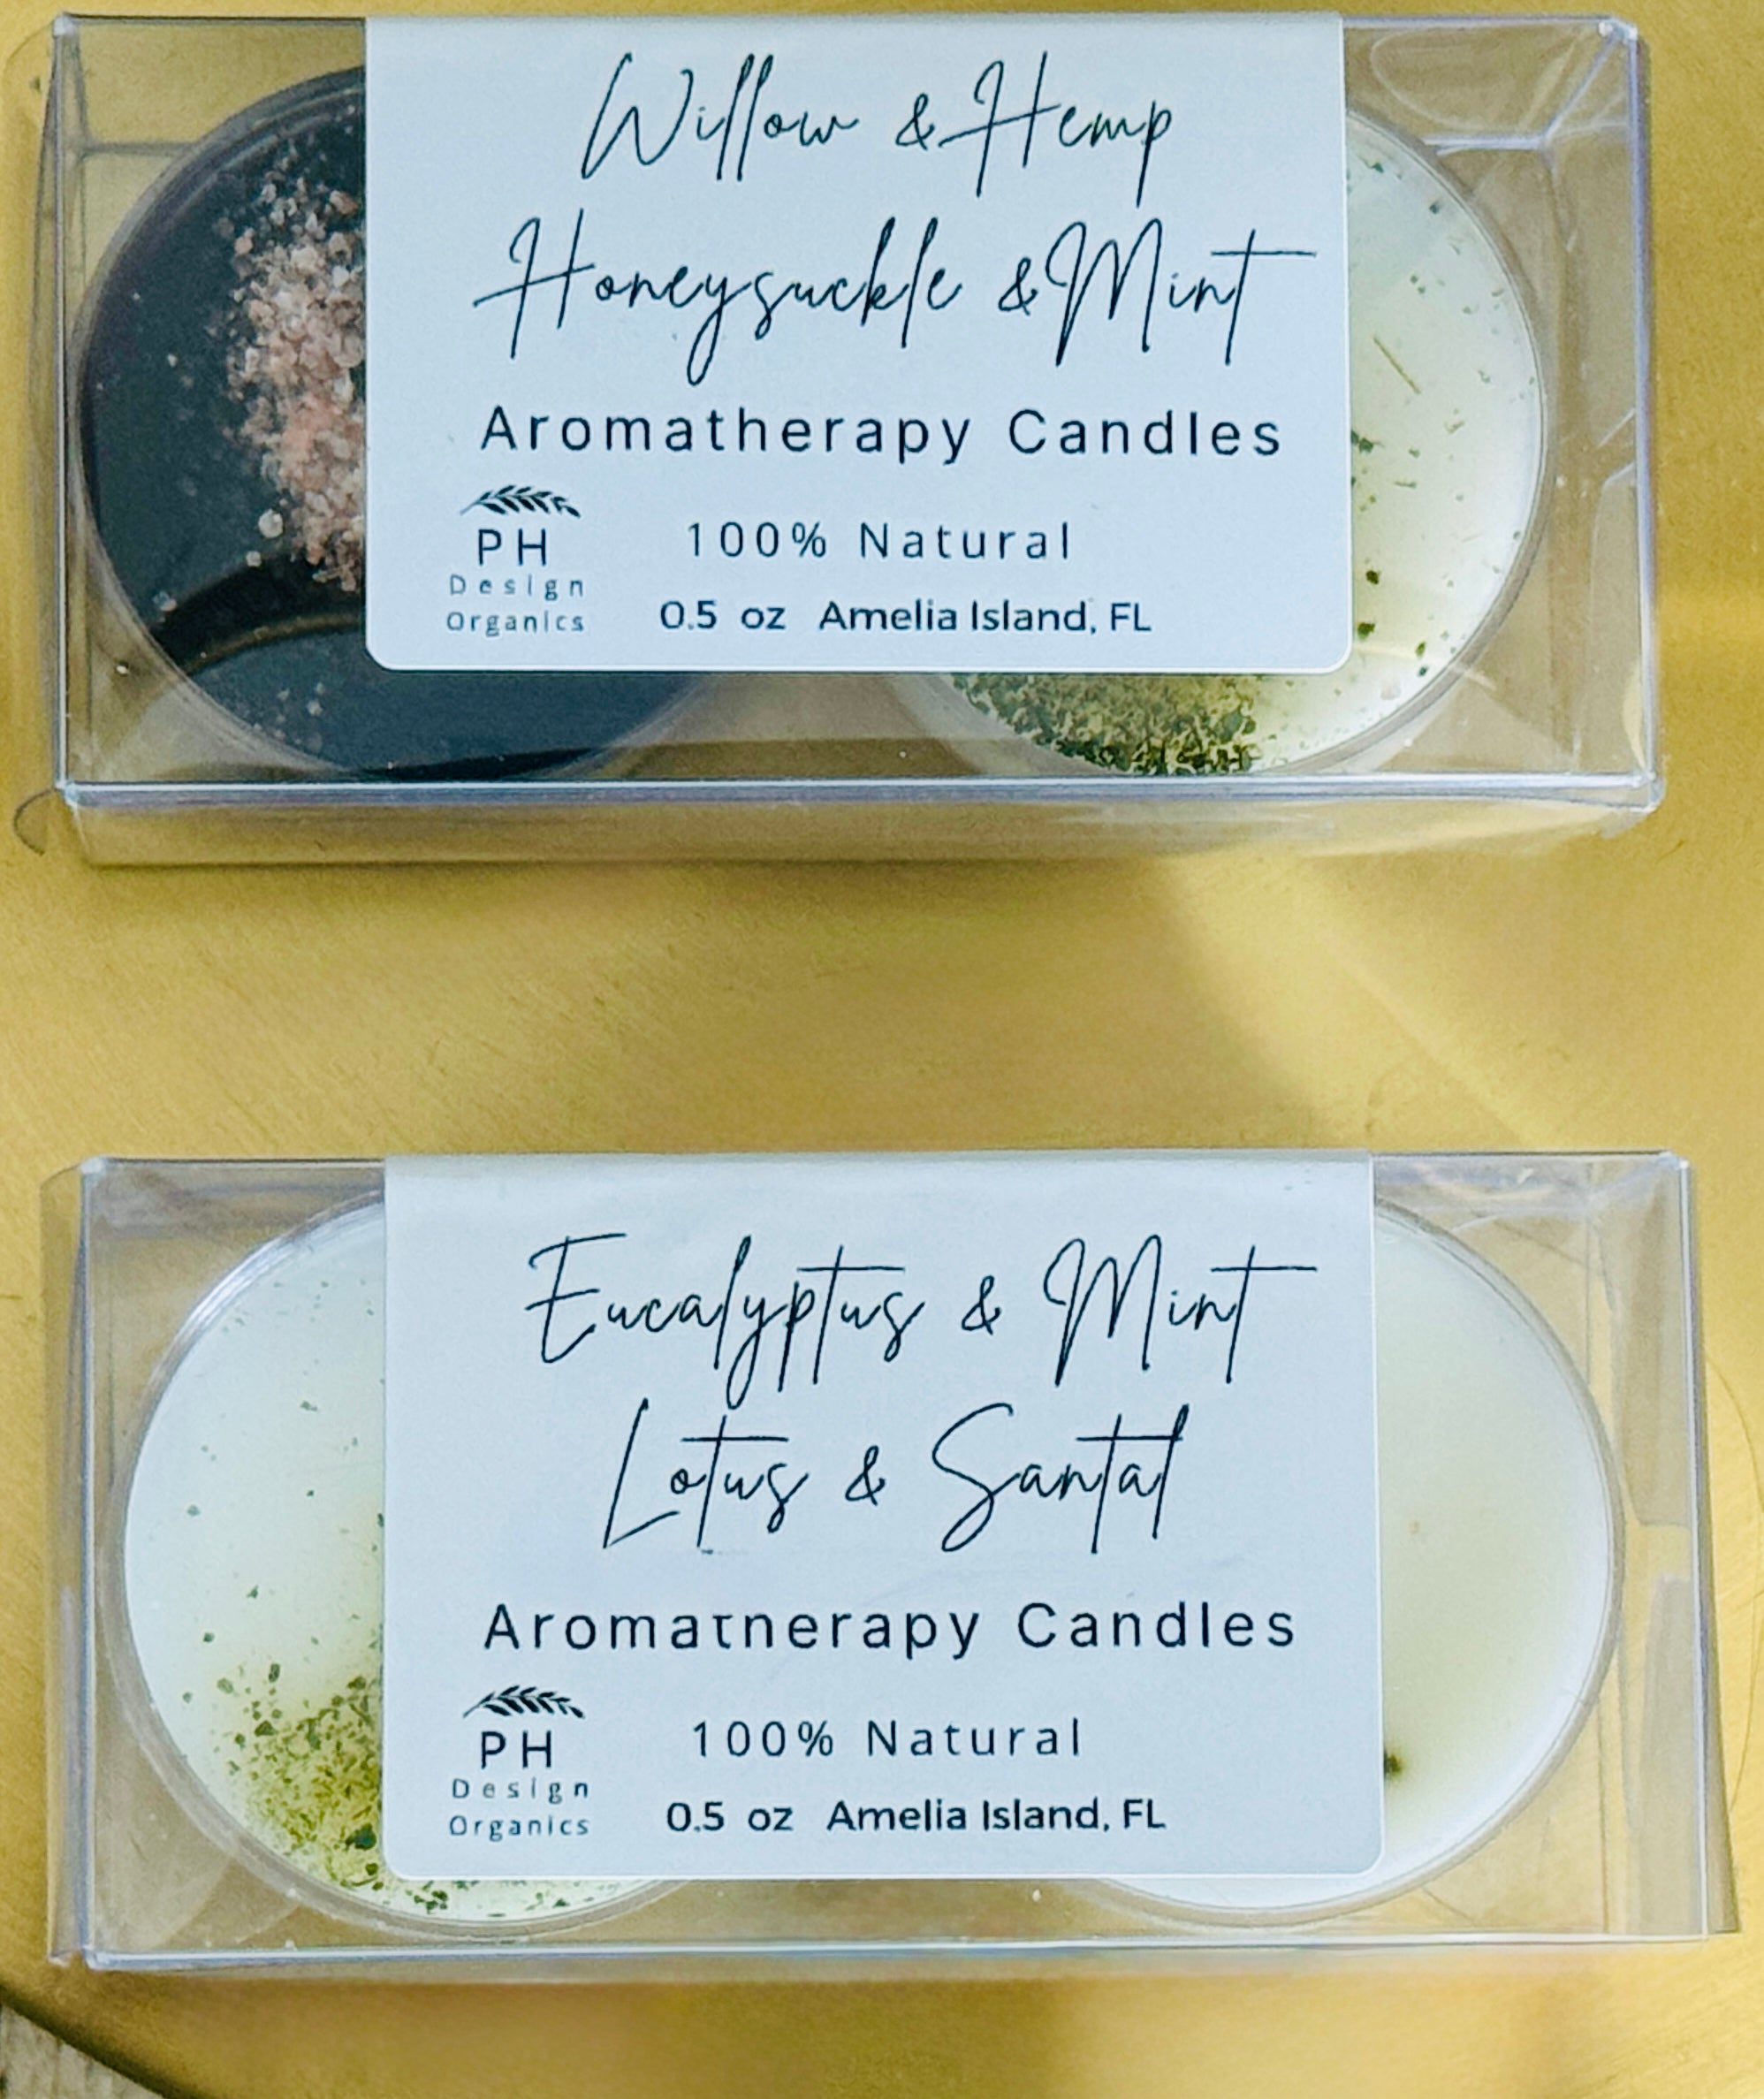 Willow & Hemp
Honeysuckle & Mint
Aromatherapy Candles
PH
Design
Organics
100% Natural
0.5 oz Amelia Island, FL
Eucalyptus & Mint
Lotus & Santal
Aromatherapy Candles
PH
Design
Organics
100% Natural
0.5 oz Amelia Island, FL